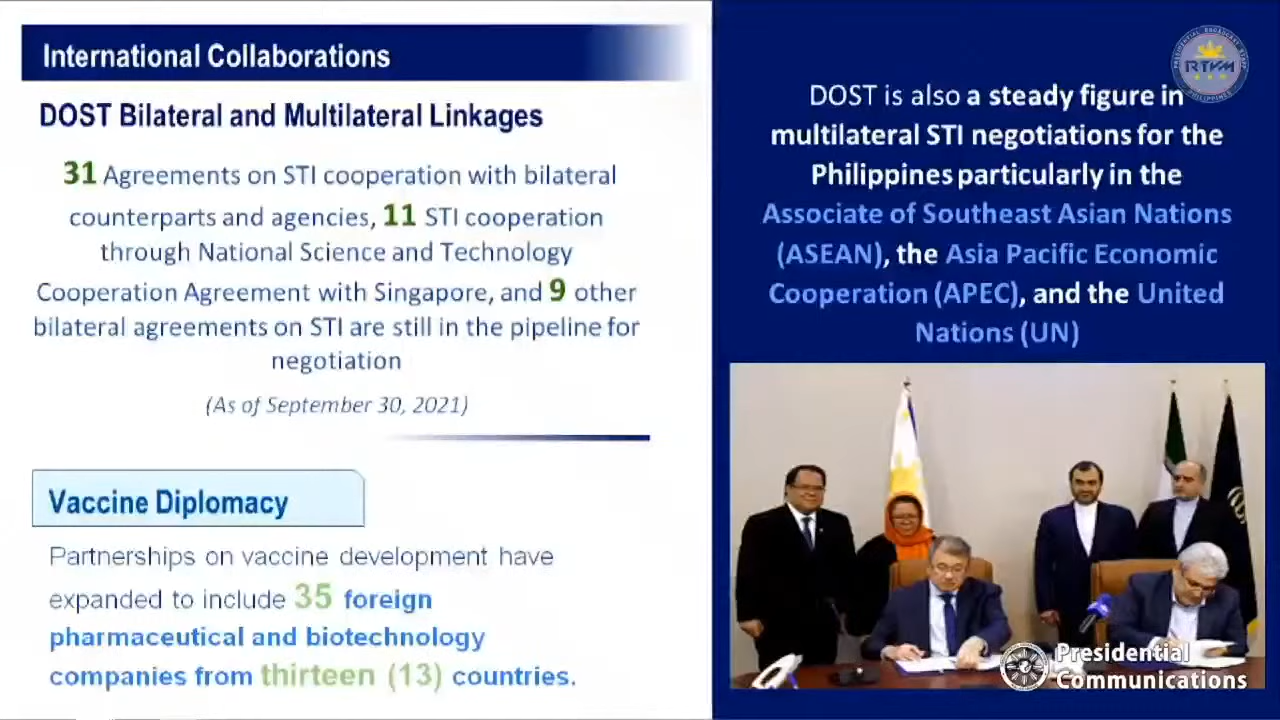 International Collaborations
DOST Bilateral and Multilateral Linkages
31 Agreements on STI cooperation with bilateral
counterparts and agencies, 11 STI cooperation
through National Science and Technology
Cooperation Agreement with Singapore, and 9 other
bilateral agreements on STI are still in the pipeline for
negotiation
(As of September 30, 2021)
Vaccine Diplomacy
Partnerships on vaccine development have
expanded to include 35 foreign
pharmaceutical and biotechnology
companies from thirteen (13) countries.
DOST is also a steady figure in
multilateral STI negotiations for the
Philippines particularly in the
Associate of Southeast Asian Nations
(ASEAN), the Asia Pacific Economic
Cooperation (APEC), and the United
Nations (UN)
PRESIDENTIAL BROADCAST STAFF
RTVM
PHILIPPINES
Presidential
Communications